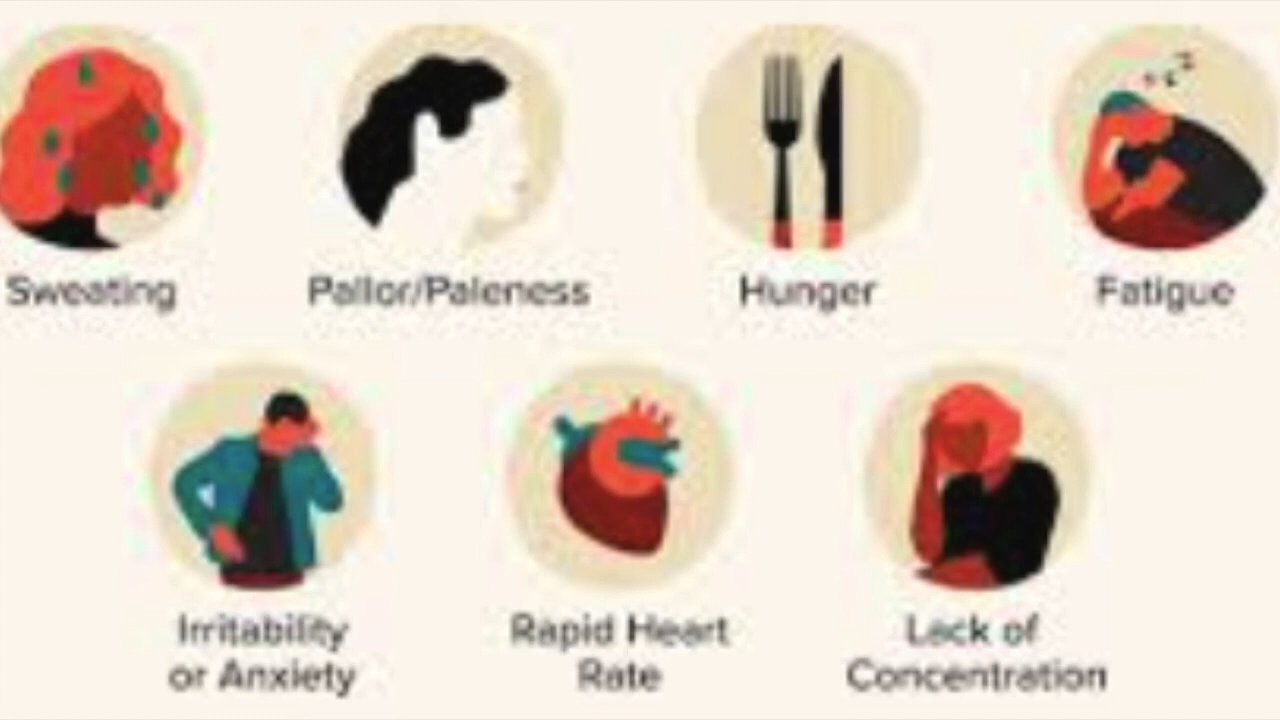 Sweating
Pallor/Paleness
Hunger
Fatigue
Irritability
or Anxiety
Rapid Heart
Rate
Lack of
Concentration